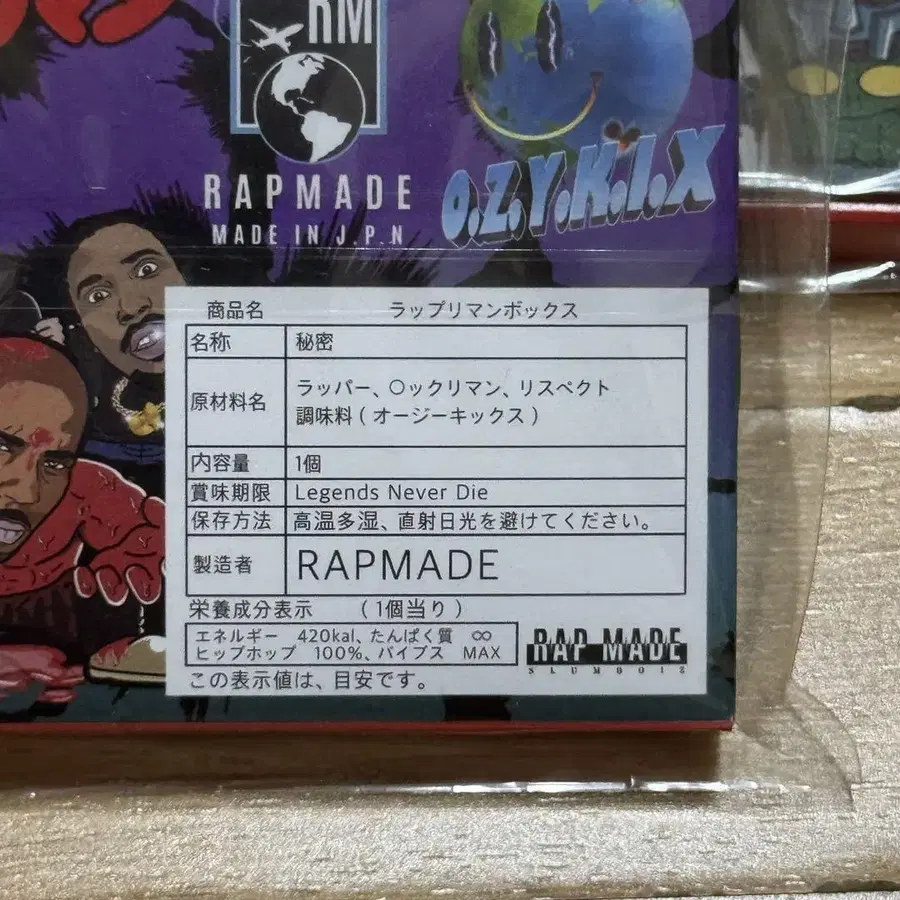 RM
RAPMADE
MADE IN J.P.N
O.Z.Y.K.I.X
商品名 ラップリマンボックス
名称 秘密
原材料名 ラッパー、〇ックリマン、リスペクト
調味料(オージーキックス)
内容量 1個
賞味期限 Legends Never Die
保存方法 高温多湿、直射日光を避けてください。
製造者 RAPMADE
栄養成分表示 (1個当り)
エネルギー 420kal、たんぱく質 ∞
ヒップホップ 100%、バイブス MAX
RAP MADE
SLUMBOIZ
この表示値は、目安です。